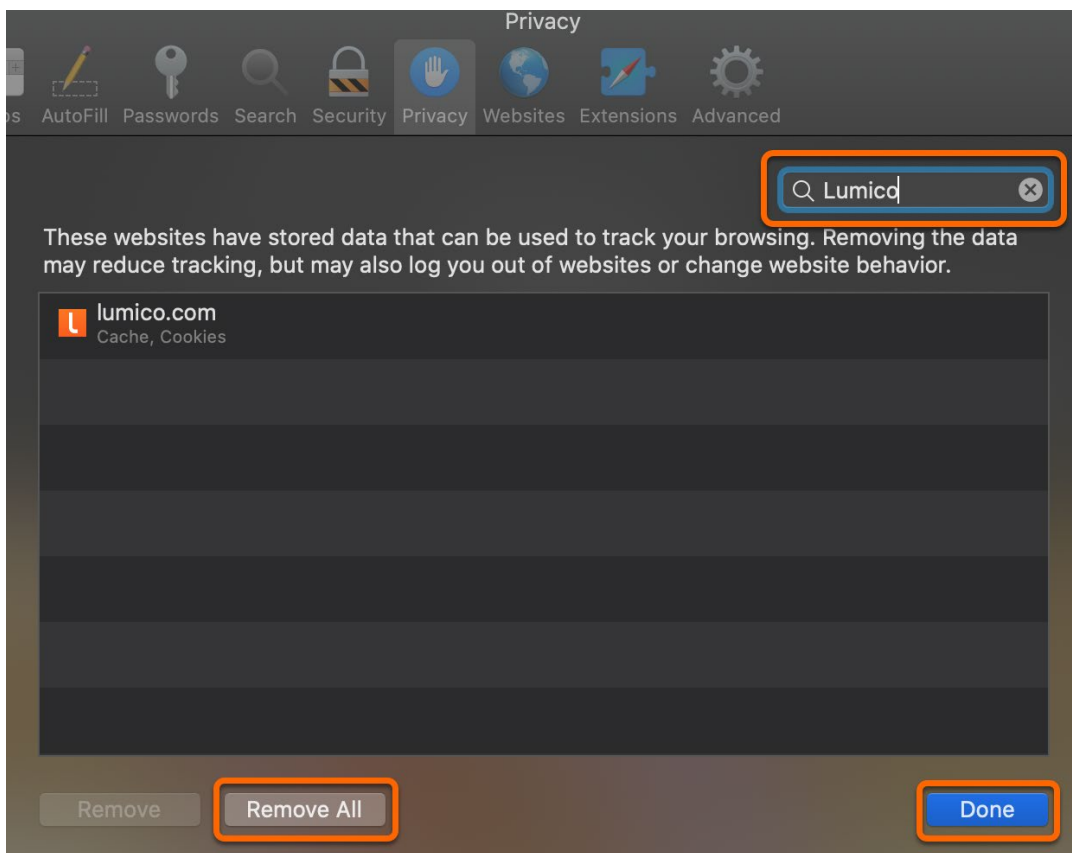 Privacy
os AutoFill Passwords Search Security Privacy Websites Extensions Advanced
Lumico
These websites have stored data that can be used to track your browsing. Removing the data
may reduce tracking, but may also log you out of websites or change website behavior.
lumico.com
Cache, Cookies
Remove Remove All Done